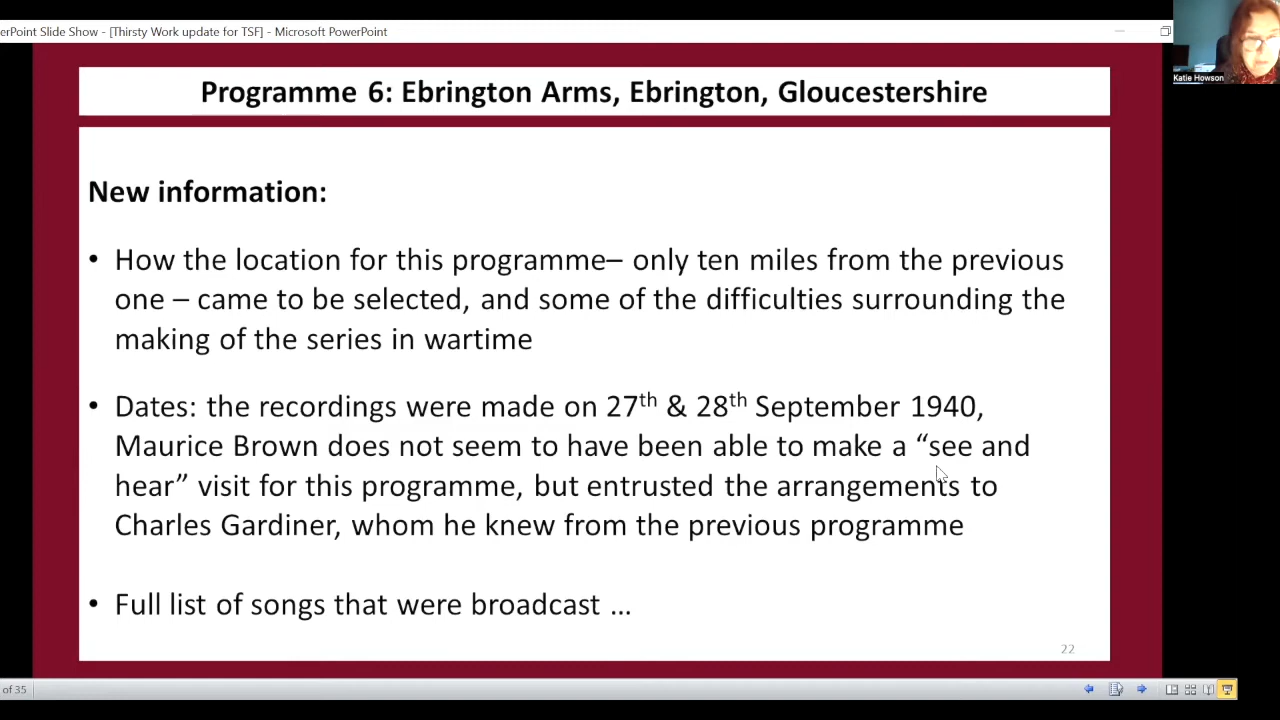 erPoint Slide Show - [Thirsty Work update for TSF] - Microsoft PowerPoint
Katie Howson
Programme 6: Ebrington Arms, Ebrington, Gloucestershire
New information:
• How the location for this programme– only ten miles from the previous
one – came to be selected, and some of the difficulties surrounding the
making of the series in wartime
• Dates: the recordings were made on 27th & 28th September 1940,
Maurice Brown does not seem to have been able to make a “see and
hear” visit for this programme, but entrusted the arrangements to
Charles Gardiner, whom he knew from the previous programme
• Full list of songs that were broadcast ...
22
of 35